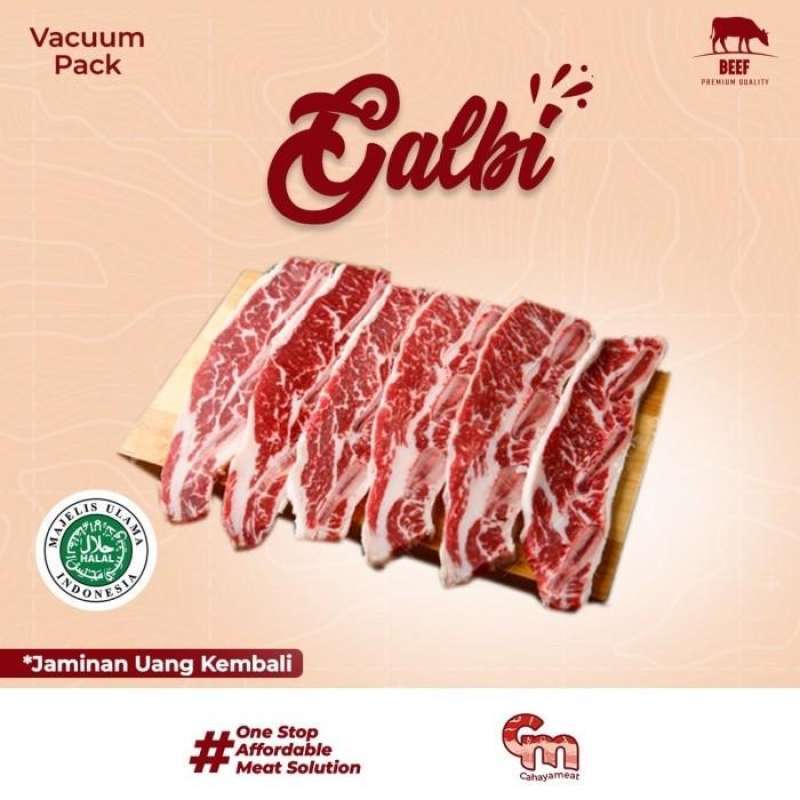 Vacuum
Pack
BEEF
PREMIUM QUALITY
Galbi
MAJELIS ULAMA
حلال
HALAL
INDONESIA
*Jaminan Uang Kembali
#One Stop
Affordable
Meat Solution
cm
Cahayameat